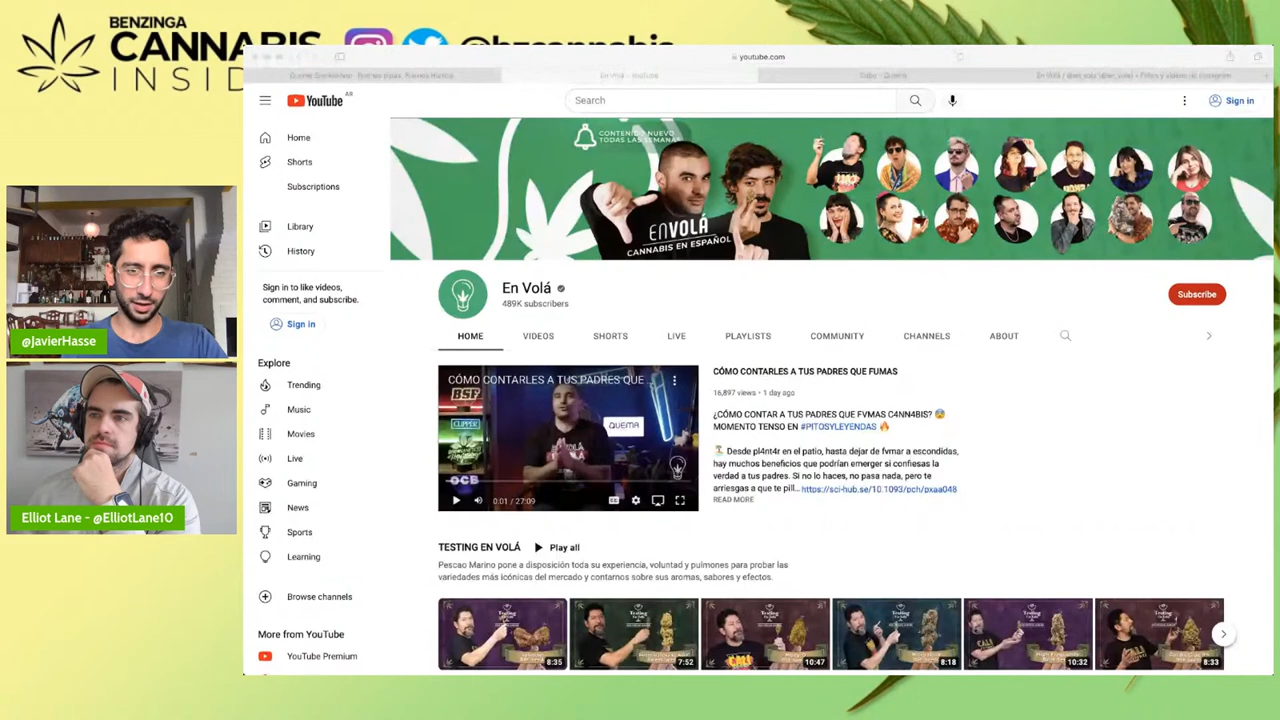 BENZINGA
CANNABIS
INSID
@bzcannabis
youtube.com
YouTube
AR
Search
Sign in
Home
Shorts
Subscriptions
Library
History
Sign in to like videos,
comment, and subscribe.
Sign in
Explore
Trending
Music
Movies
Live
Gaming
News
Sports
Learning
Browse channels
More from YouTube
YouTube Premium
CONTENIDO NUEVO
TODAS LAS SEMANAS
ENVOLÁ
CANNABIS EN ESPAÑOL
En Volá
489K subscribers
Subscribe
HOME
VIDEOS
SHORTS
LIVE
PLAYLISTS
COMMUNITY
CHANNELS
ABOUT
CÓMO CONTARLES A TUS PADRES QUE ...
BSF
CLIPPER
OCB
QUEMA
0:01 / 27:09
CÓMO CONTARLES A TUS PADRES QUE FUMAS
16,897 views • 1 day ago
¿CÓMO CONTAR A TUS PADRES QUE FVMAS C4NN4BIS? 😨
MOMENTO TENSO EN #PITOSYLEYENDAS 🔥
Desde pl4nt4r en el patio, hasta dejar de fvmar a escondidas,
hay muchos beneficios que podrían emerger si confiesas la
verdad a tus padres. Si no lo haces, no pasa nada, pero te
arriesgas a que te pill... https://sci-hub.se/10.1093/pch/pxaa048
READ MORE
TESTING EN VOLÁ
Play all
Pescao Marino pone a disposición toda su experiencia, voluntad y pulmones para probar las
variedades más icónicas del mercado y contarnos sobre sus aromas, sabores y efectos.
8:35
7:52
10:47
8:18
10:32
8:33
@JavierHasse
Elliot Lane - @ElliotLane10